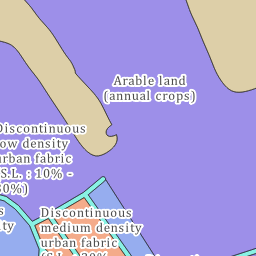 Arable land
(annual crops)
Discontinuous
low density
urban fabric
(S.L. : 10% -
30%)
Discontinuous
medium density
urban fabric